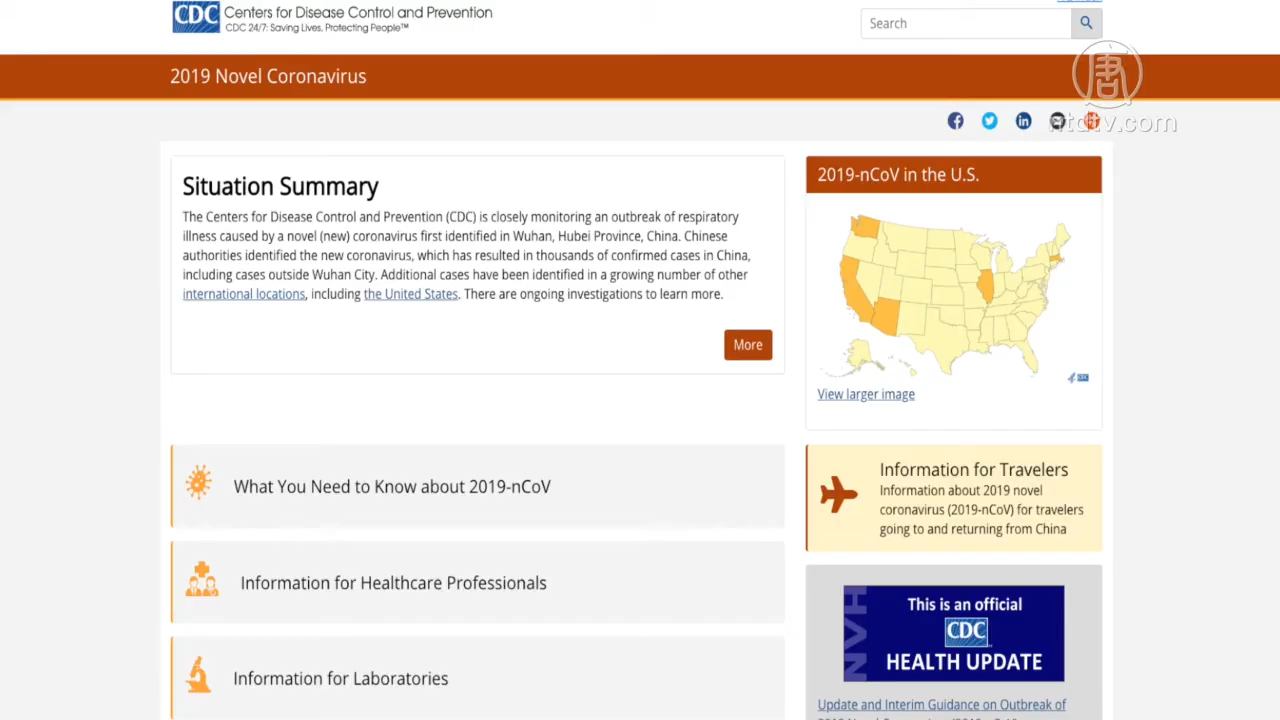 CDC Centers for Disease Control and Prevention
CDC 24/7: Saving Lives, Protecting People™
Search
2019 Novel Coronavirus
唐
ntdtv.com
Situation Summary
The Centers for Disease Control and Prevention (CDC) is closely monitoring an outbreak of respiratory
illness caused by a novel (new) coronavirus first identified in Wuhan, Hubei Province, China. Chinese
authorities identified the new coronavirus, which has resulted in thousands of confirmed cases in China,
including cases outside Wuhan City. Additional cases have been identified in a growing number of other
international locations, including the United States. There are ongoing investigations to learn more.
More
2019-nCoV in the U.S.
CDC
View larger image
What You Need to Know about 2019-nCoV
Information for Healthcare Professionals
Information for Laboratories
Information for Travelers
Information about 2019 novel
coronavirus (2019-nCoV) for travelers
going to and returning from China
This is an official
CDC
HEALTH UPDATE
Update and Interim Guidance on Outbreak of